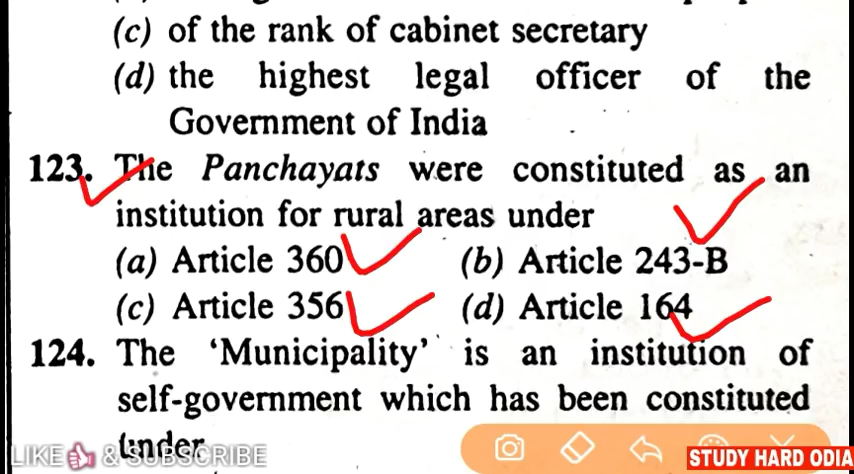 (c) of the rank of cabinet secretary
(d) the highest legal officer of the
Government of India
123. The Panchayats were constituted as an
institution for rural areas under
(a) Article 360 (b) Article 243-B
(c) Article 356 (d) Article 164
124. The ‘Municipality’ is an institution of
self-government which has been constituted
under
LIKE & SUBSCRIBE
STUDY HARD ODIA